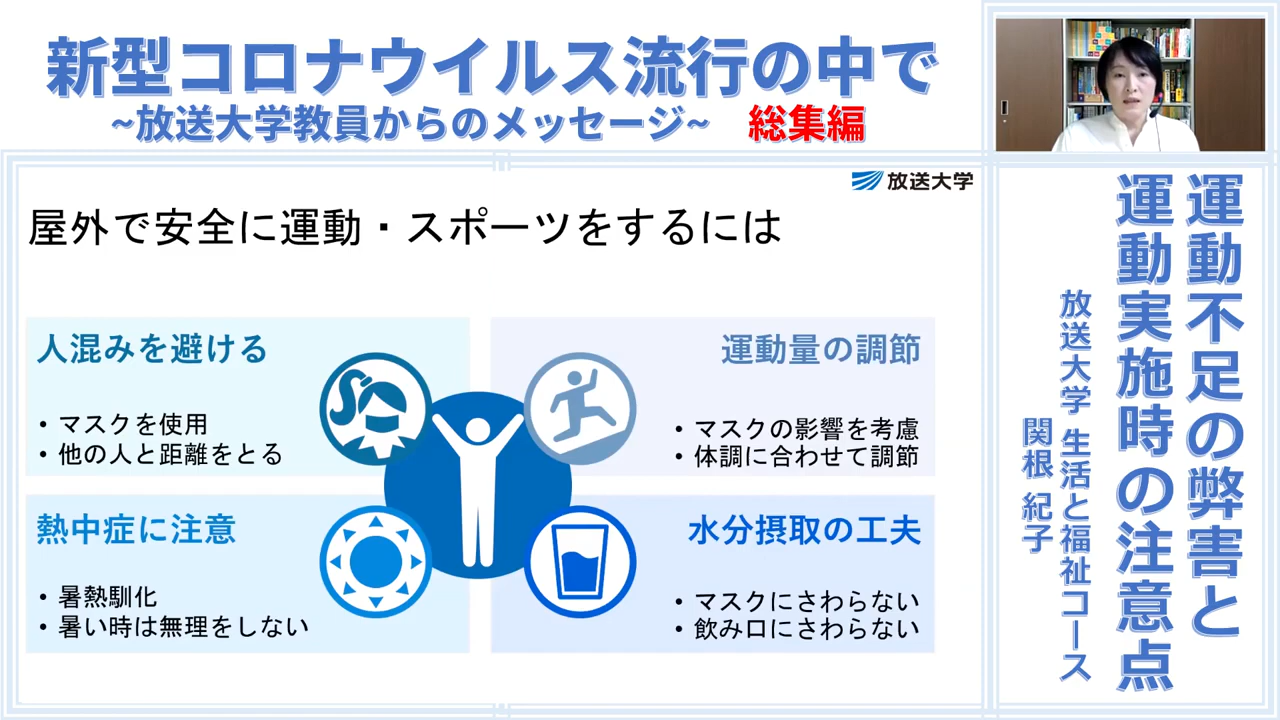 新型コロナウイルス流行の中で
~放送大学教員からのメッセージ~ 総集編
放送大学
屋外で安全に運動・スポーツをするには
人混みを避ける
・マスクを使用
・他の人と距離をとる
運動量の調節
・マスクの影響を考慮
・体調に合わせて調節
熱中症に注意
・暑熱馴化
・暑い時は無理をしない
水分摂取の工夫
・マスクにさわらない
・飲み口にさわらない
運動不足の弊害と
運動実施時の注意点
放送大学 生活と福祉コース
関根 紀子